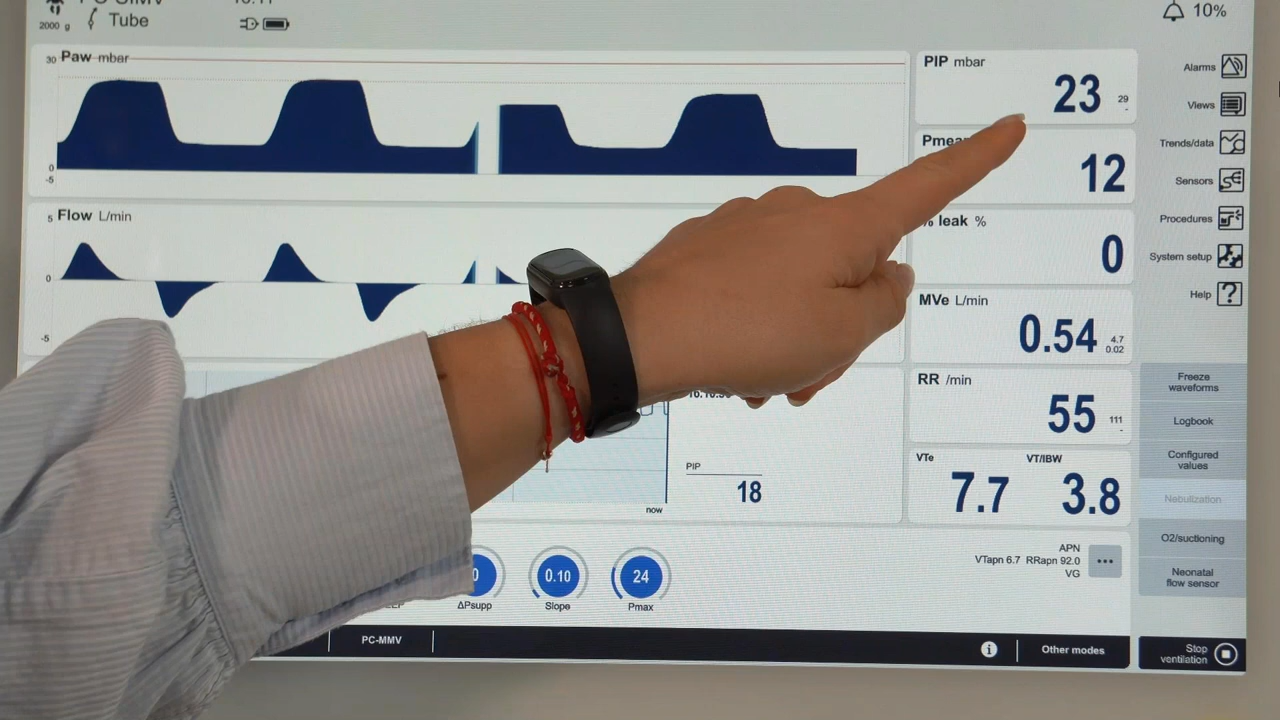 2000 g
Tube
10%
30 Paw mbar
0
-5
5 Flow L/min
0
-5
PIP mbar
23
29
-
12
% leak %
0
MVe L/min
0.54
4.7
0.02
RR /min
55
111
-
VTe VT/IBW
7.7 3.8
PIP
18
now
0.10
24
ΔPsupp Slope Pmax
APN
VTapn 6.7 RRapn 92.0
VG
Alarms
Views
Trends/data
Sensors
Procedures
System setup
Help ?
Freeze
waveforms
Logbook
Configured
values
Nebulization
O2/suctioning
Neonatal
flow sensor
PC-MMV
Other modes
Stop
ventilation